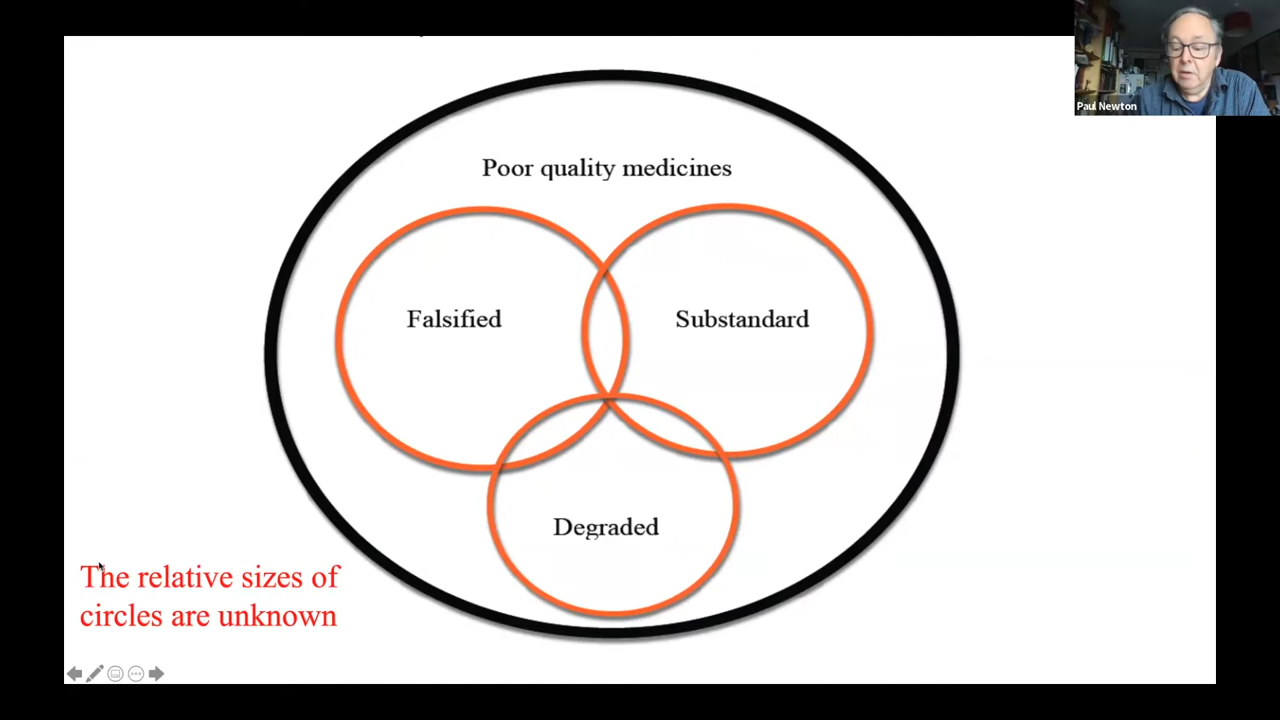 Paul Newton
Poor quality medicines
Falsified
Substandard
Degraded
The relative sizes of
circles are unknown